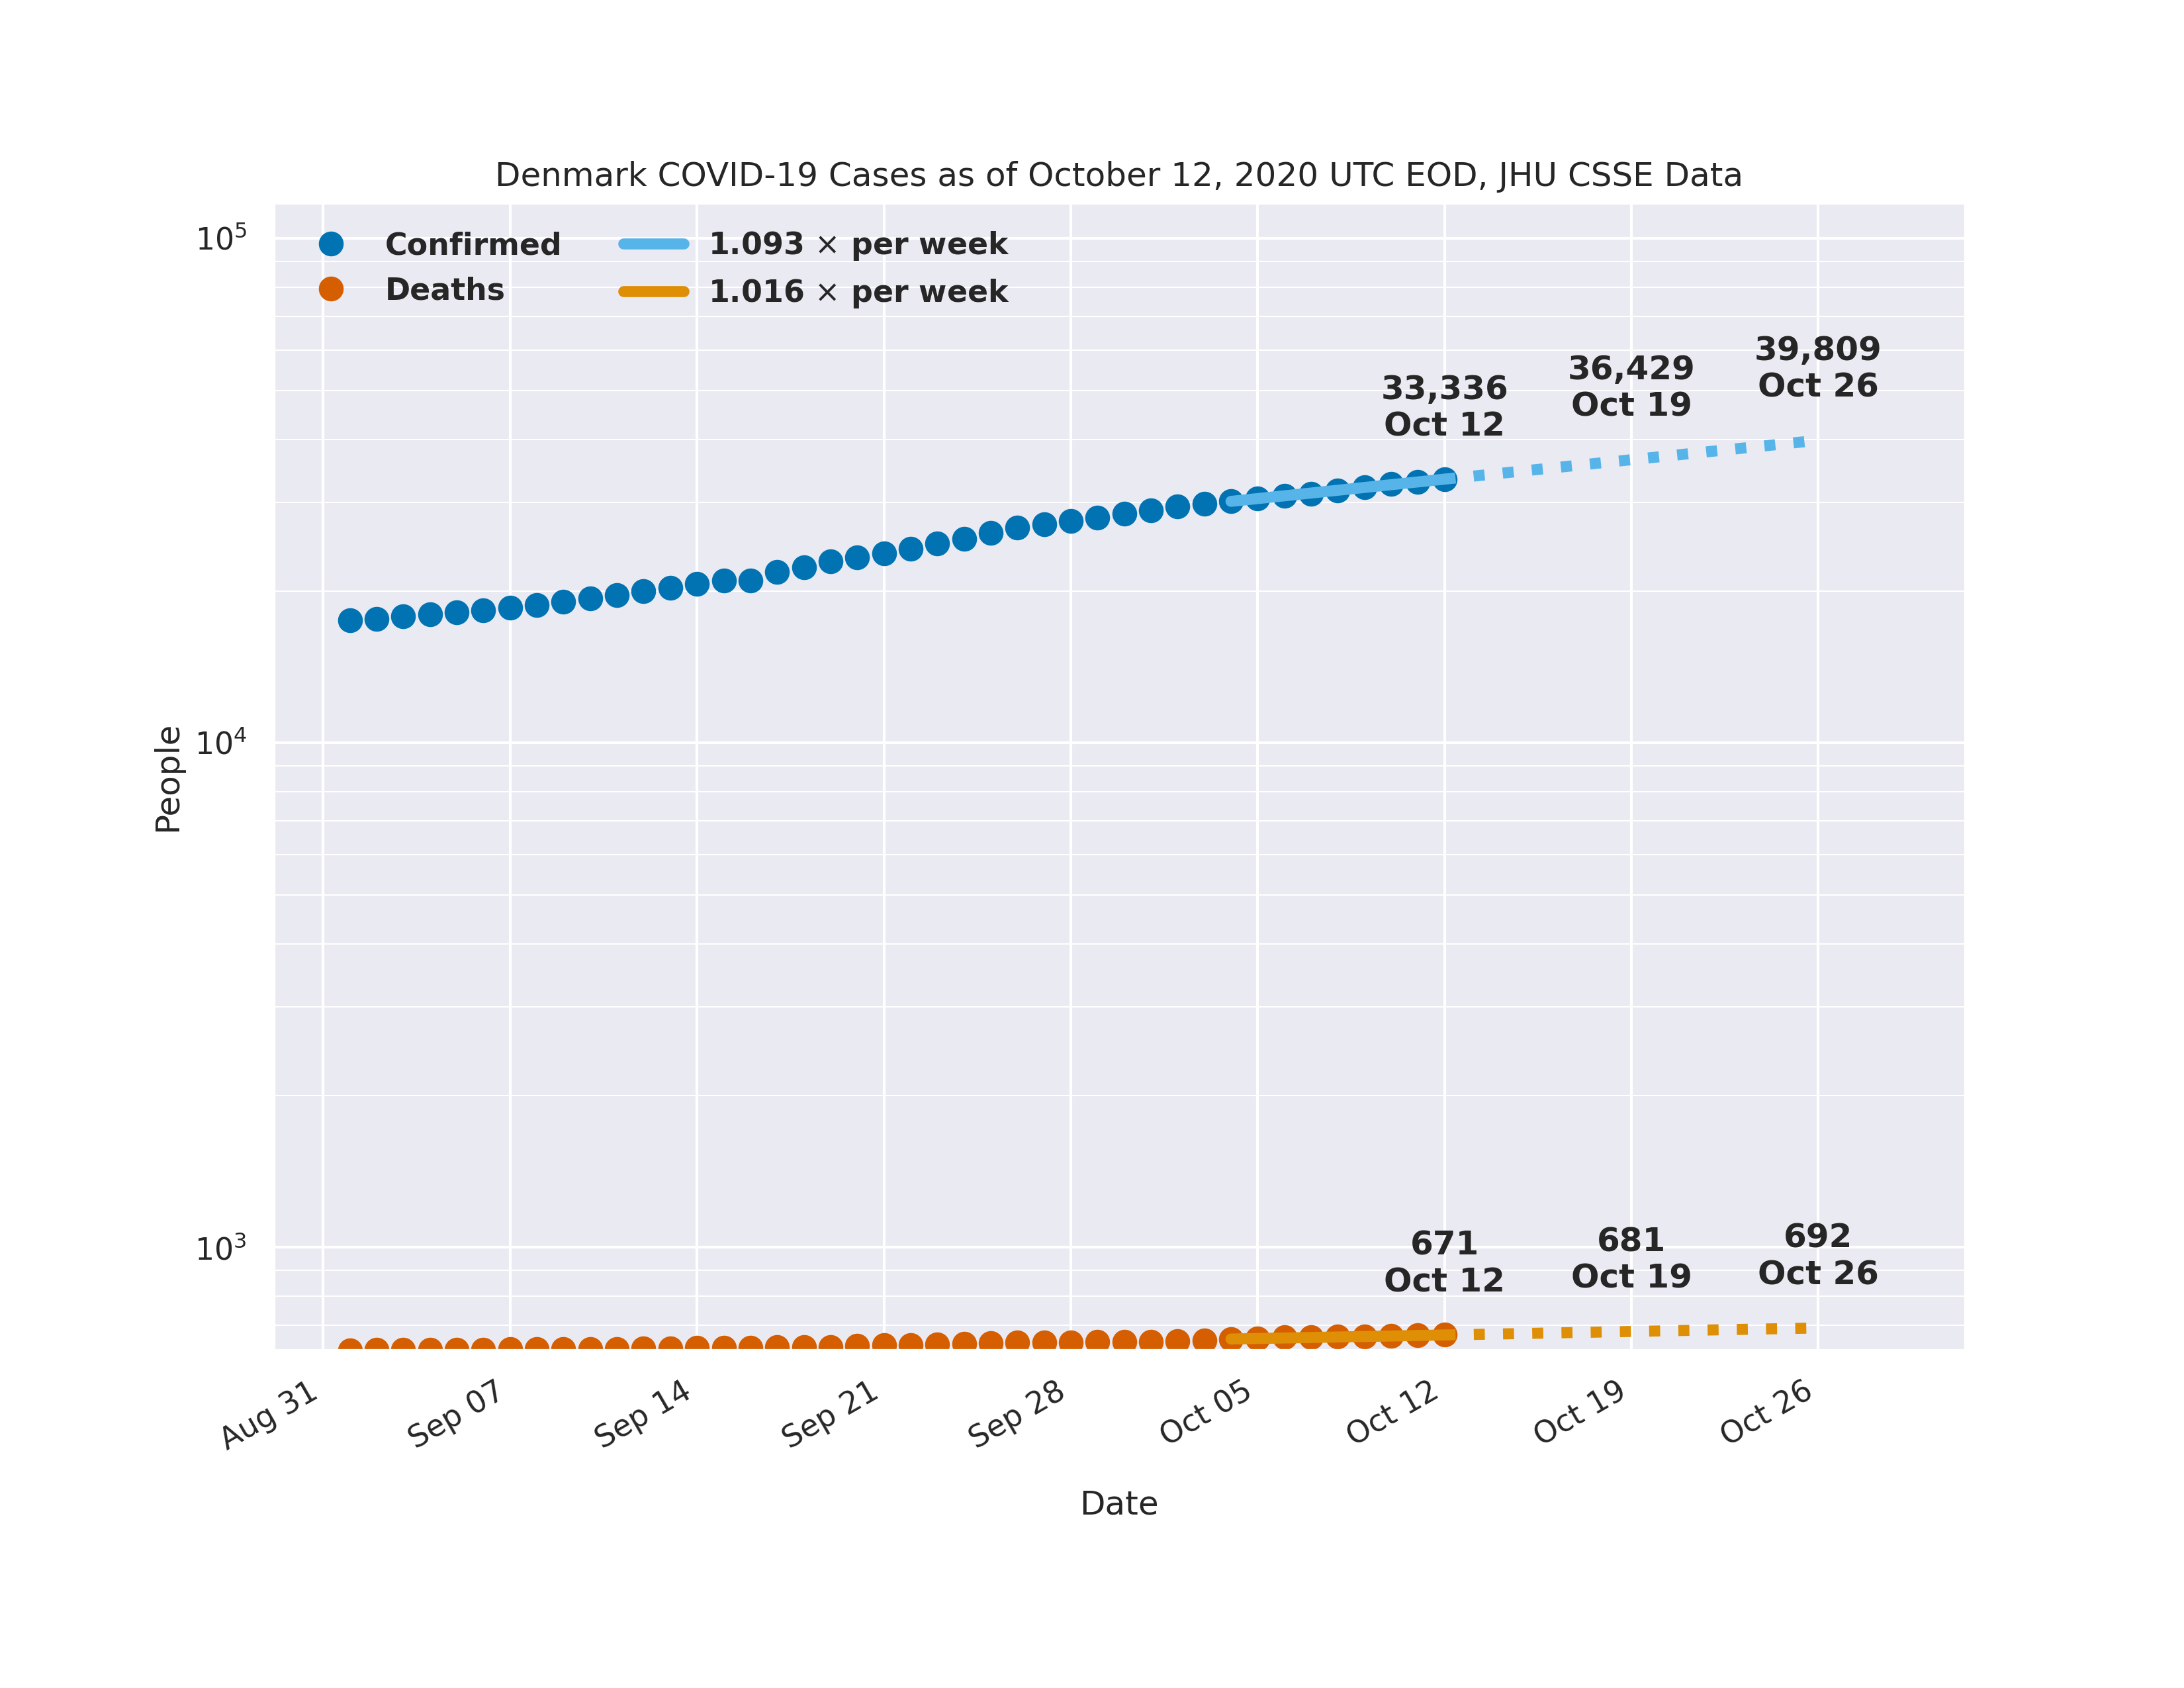 Denmark COVID-19 Cases as of October 12, 2020 UTC EOD, JHU CSSE Data
Confirmed
Deaths
1.093 × per week
1.016 × per week
10⁵
10⁴
10³
People
33,336
Oct 12
36,429
Oct 19
39,809
Oct 26
671
Oct 12
681
Oct 19
692
Oct 26
Aug 31
Sep 07
Sep 14
Sep 21
Sep 28
Oct 05
Oct 12
Oct 19
Oct 26
Date